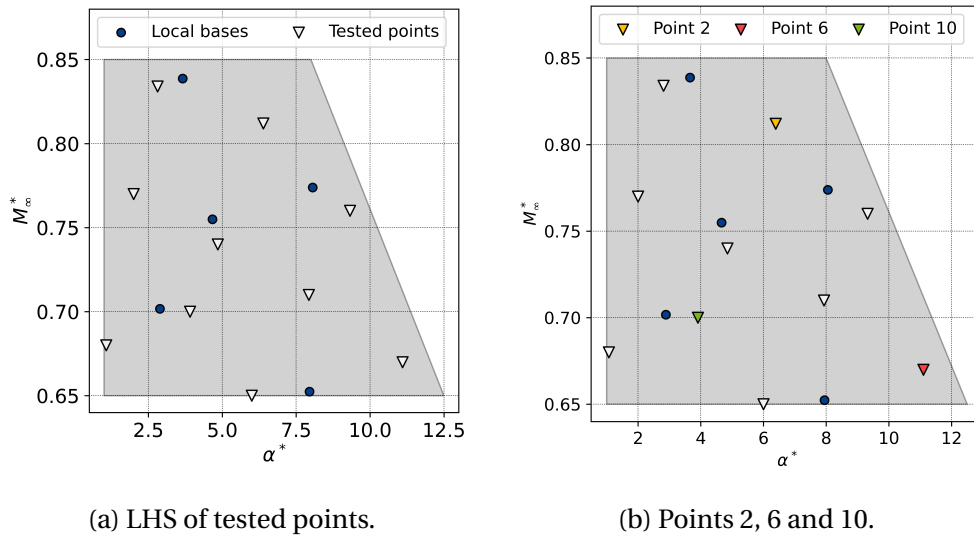 Local bases Tested points
0.85
0.80
0.75
0.70
0.65
M*∞
2.5 5.0 7.5 10.0 12.5
α*
(a) LHS of tested points.
Point 2 Point 6 Point 10
0.85
0.80
0.75
0.70
0.65
M*∞
2 4 6 8 10 12
α*
(b) Points 2, 6 and 10.